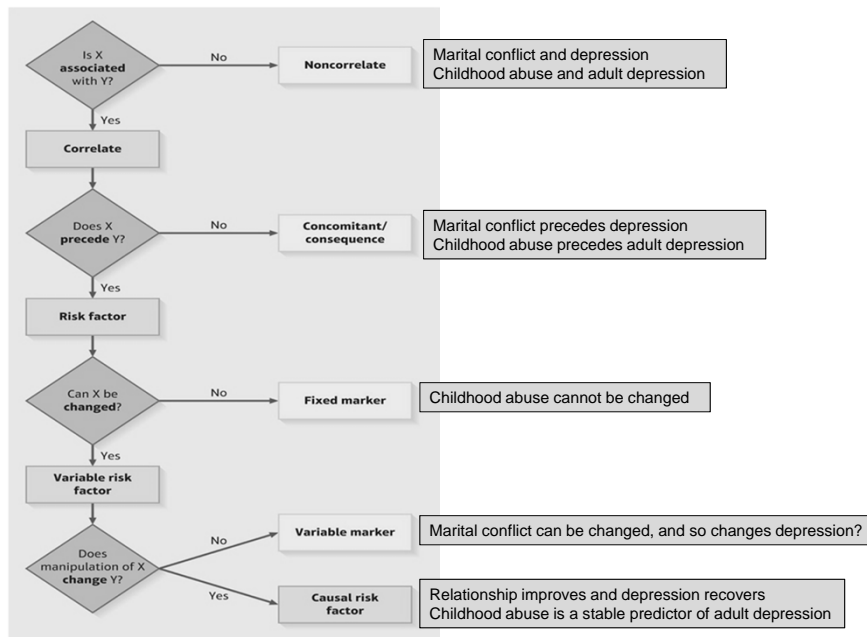 Is X
associated
with Y?
No
Noncorrelate
Marital conflict and depression
Childhood abuse and adult depression
Yes
Correlate
Does X
precede Y?
No
Concomitant/
consequence
Marital conflict precedes depression
Childhood abuse precedes adult depression
Yes
Risk factor
Can X be
changed?
No
Fixed marker
Childhood abuse cannot be changed
Yes
Variable risk
factor
Does
manipulation of X
change Y?
No
Variable marker
Marital conflict can be changed, and so changes depression?
Yes
Causal risk
factor
Relationship improves and depression recovers
Childhood abuse is a stable predictor of adult depression